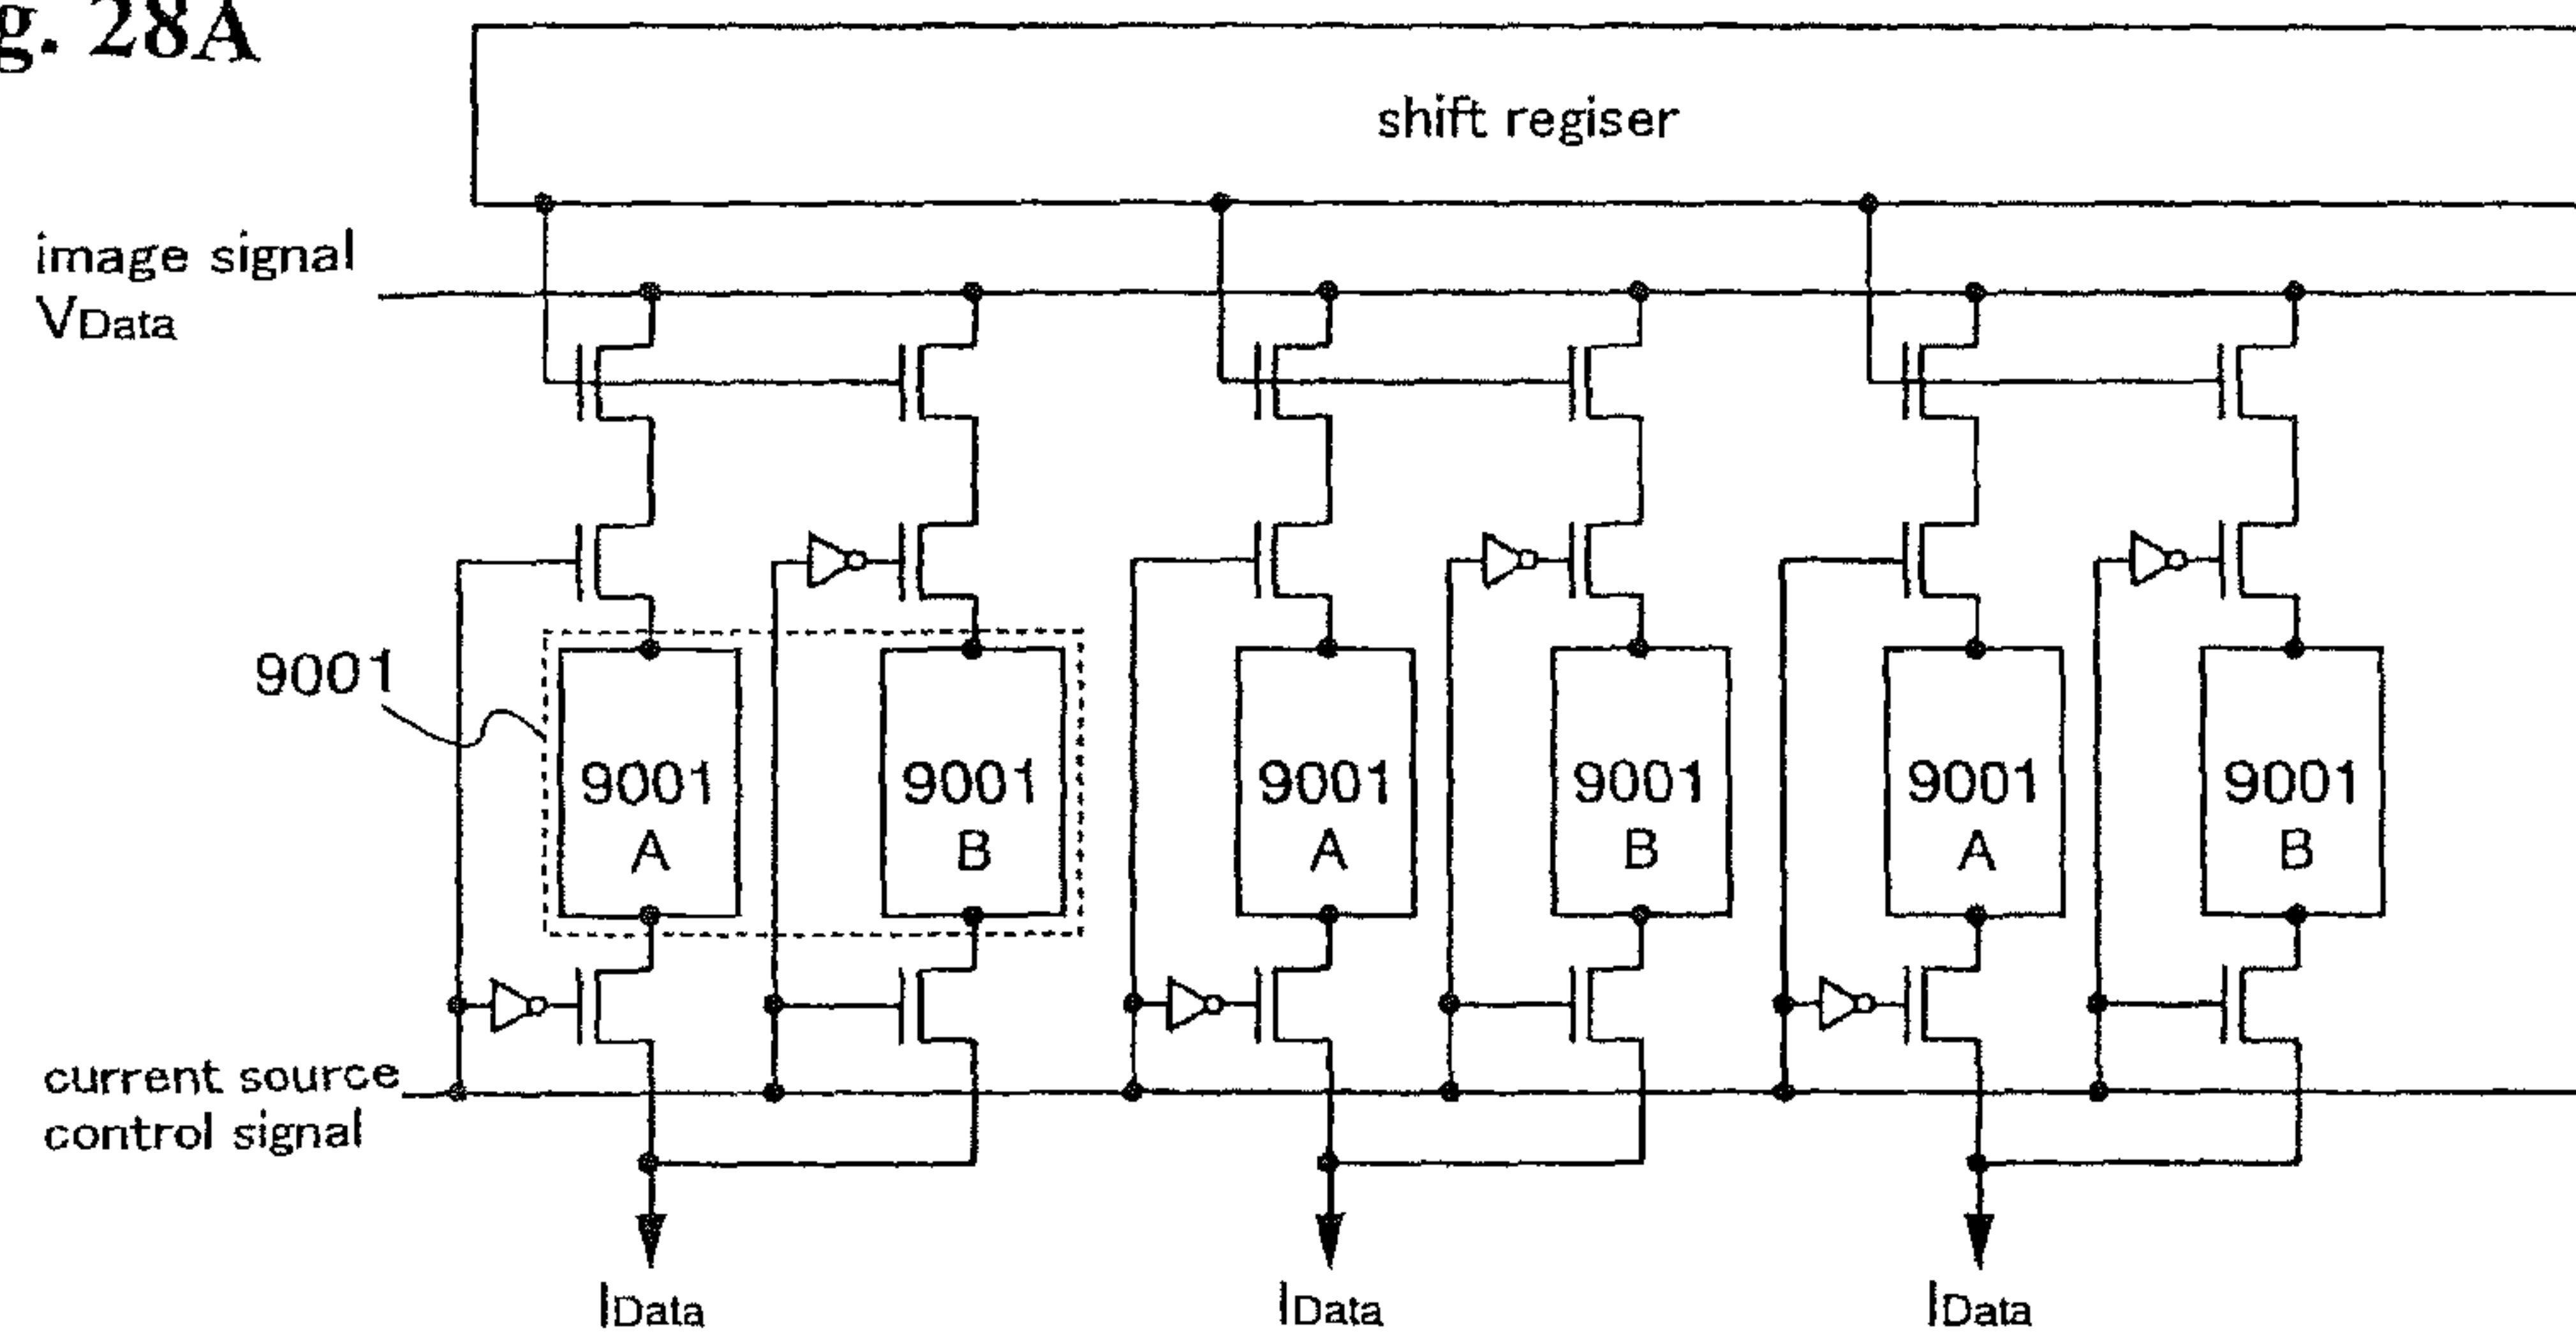 g. 28A
shift regiser
image signal
VData
9001
9001
A
9001
B
9001
A
9001
B
9001
A
9001
B
current source
control signal
IData
IData
IData